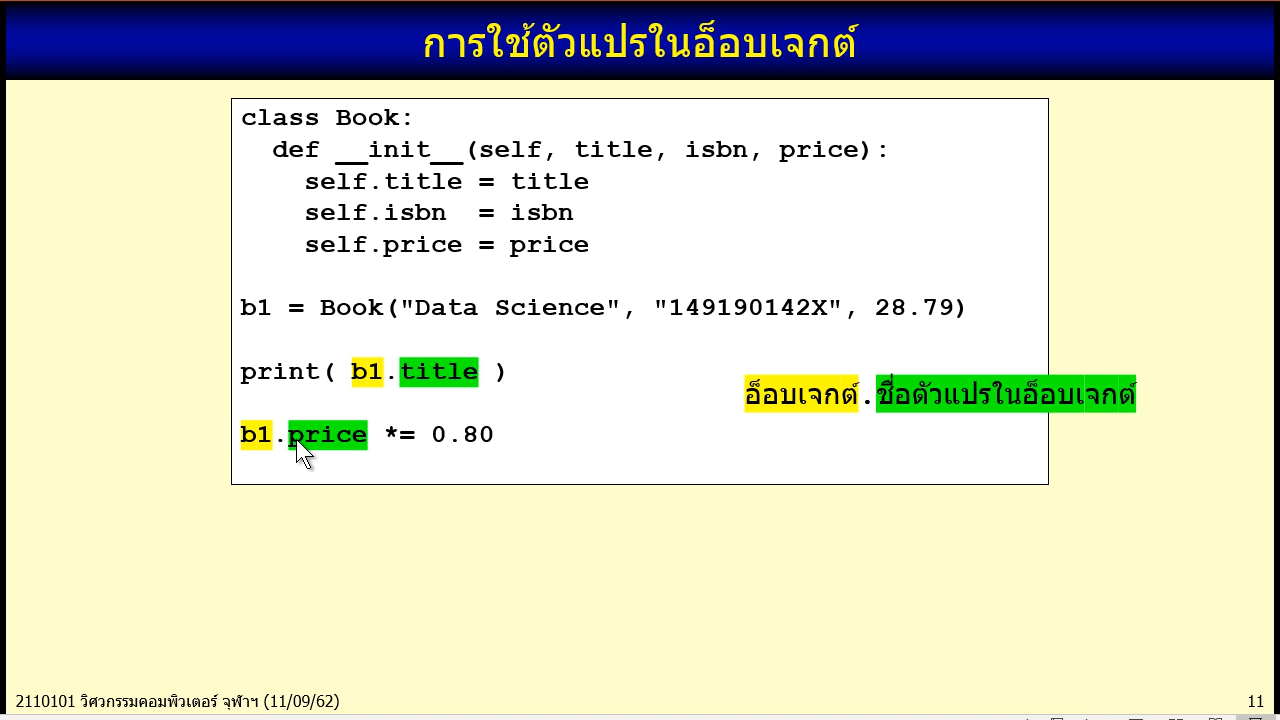 การใช้ตัวแปรในอ็อบเจกต์
class Book:
  def __init__(self, title, isbn, price):
    self.title = title
    self.isbn  = isbn
    self.price = price
b1 = Book("Data Science", "149190142X", 28.79)
print( b1.title )
อ็อบเจกต์.ชื่อตัวแปรในอ็อบเจกต์
b1.price *= 0.80
2110101 วิศวกรรมคอมพิวเตอร์ จุฬาฯ (11/09/62)
11